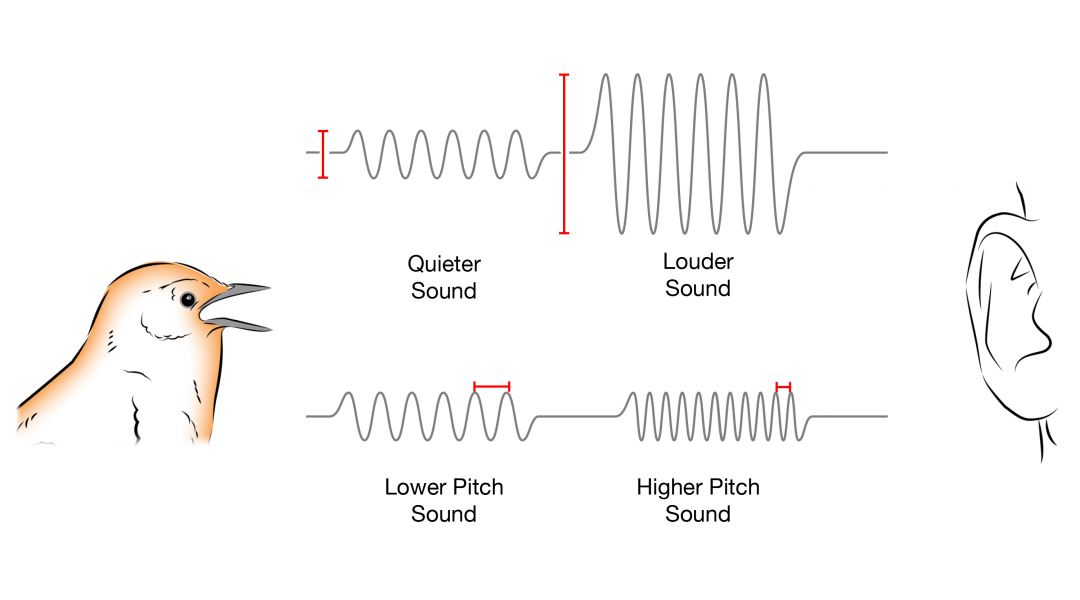 Quieter
Sound
Louder
Sound
Lower Pitch
Sound
Higher Pitch
Sound